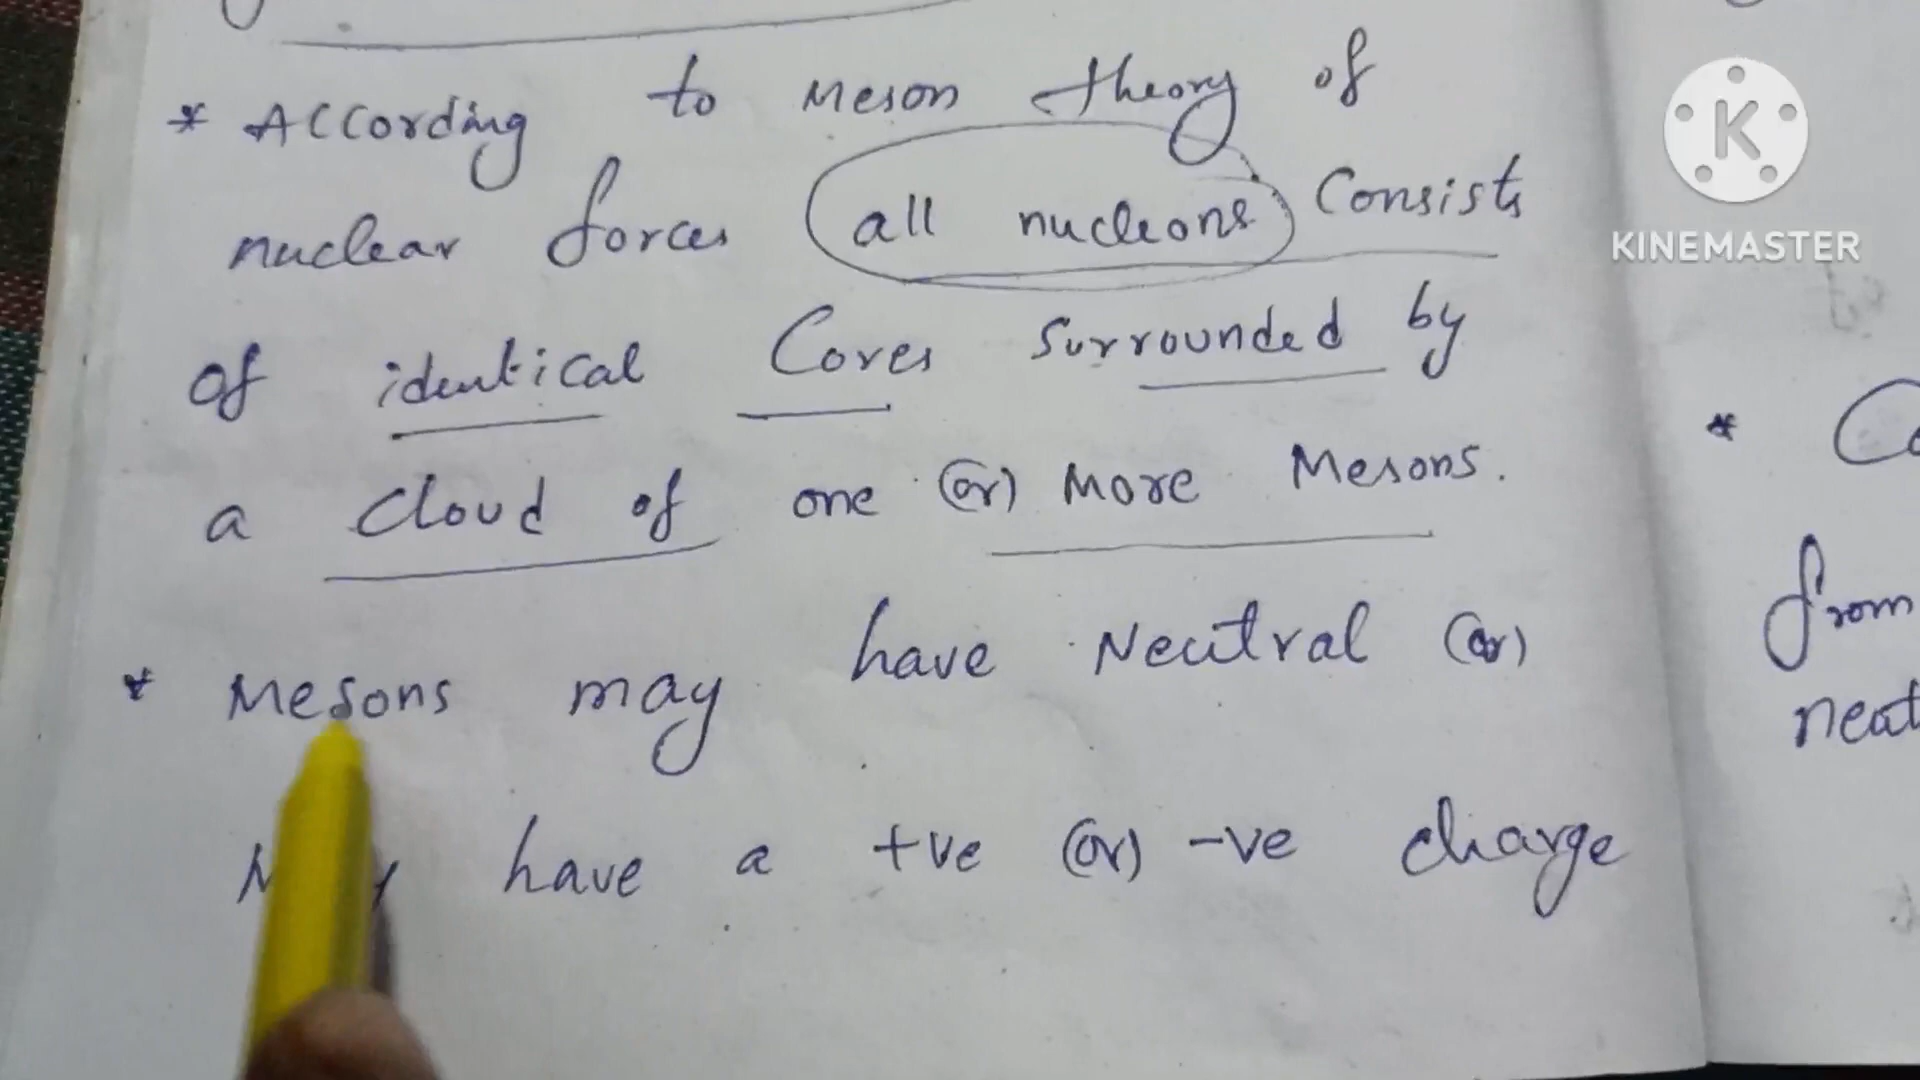 * According to Meson theory of
nuclear forces all nucleons Consists
of identical Cores surrounded by
a cloud of one (or) More Mesons.
* Mesons may have Neutral (or)
have a +ve (or) -ve charge
K
KINEMASTER
*
from